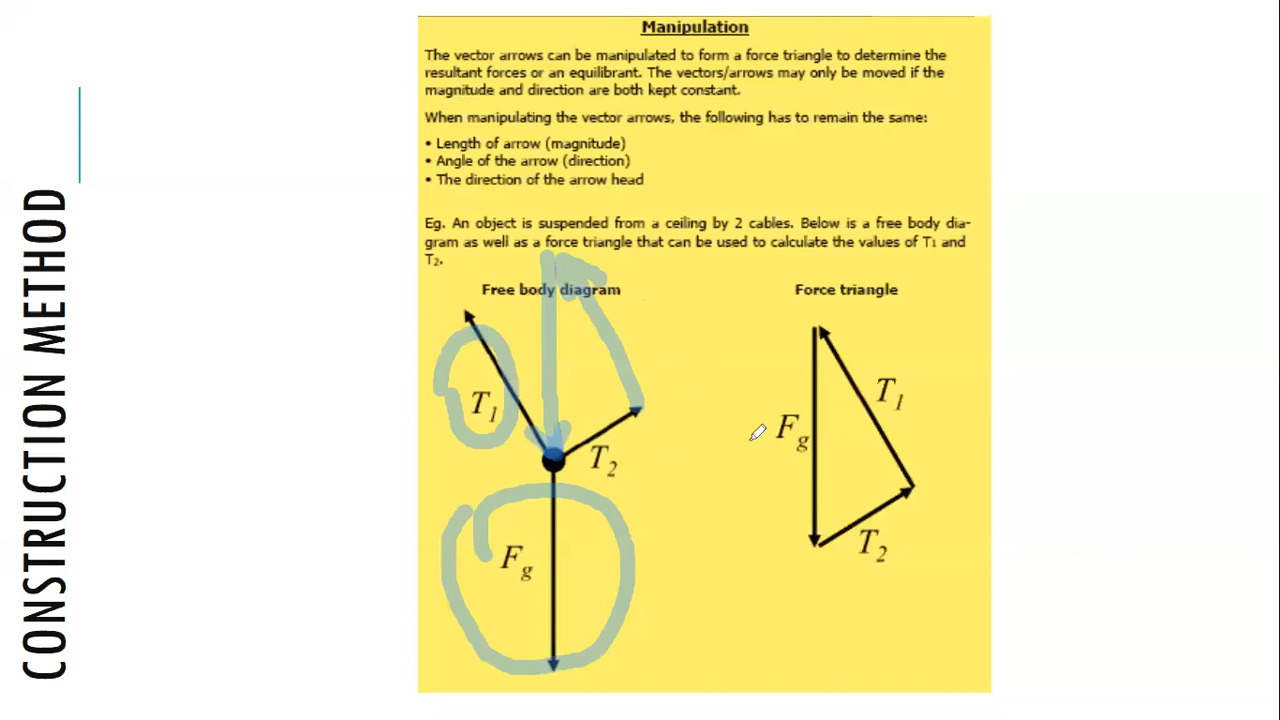 CONSTRUCTION METHOD
Manipulation
The vector arrows can be manipulated to form a force triangle to determine the
resultant forces or an equilibrant. The vectors/arrows may only be moved if the
magnitude and direction are both kept constant.
When manipulating the vector arrows, the following has to remain the same:
• Length of arrow (magnitude)
• Angle of the arrow (direction)
• The direction of the arrow head
Eg. An object is suspended from a ceiling by 2 cables. Below is a free body dia-
gram as well as a force triangle that can be used to calculate the values of T₁ and
T₂.
Free body diagram
T₁
T₂
F_g
Force triangle
T₁
F_g
T₂